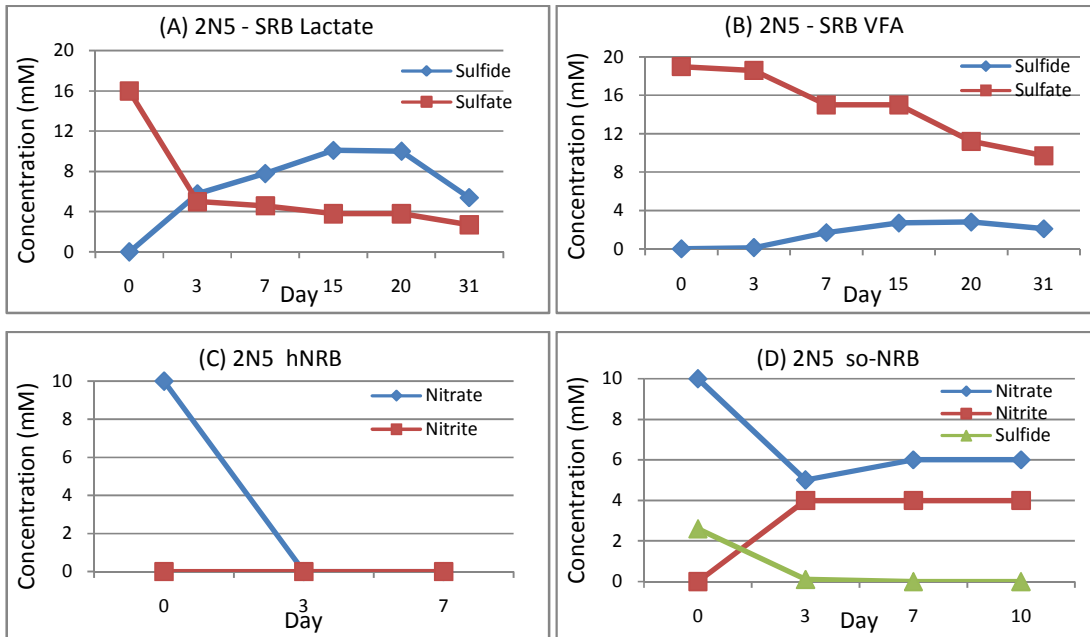 (A) 2N5 - SRB Lactate
Concentration (mM)
20
16
12
8
4
0
Sulfide
Sulfate
0 3 7 15 20 31
Day
(B) 2N5 - SRB VFA
Concentration (mM)
20
16
12
8
4
0
Sulfide
Sulfate
0 3 7 15 20 31
Day
(C) 2N5 hNRB
Concentration (mM)
10
8
6
4
2
0
Nitrate
Nitrite
0 3 7
Day
(D) 2N5 so-NRB
Concentration (mM)
10
8
6
4
2
0
Nitrate
Nitrite
Sulfide
0 3 7 10
Day